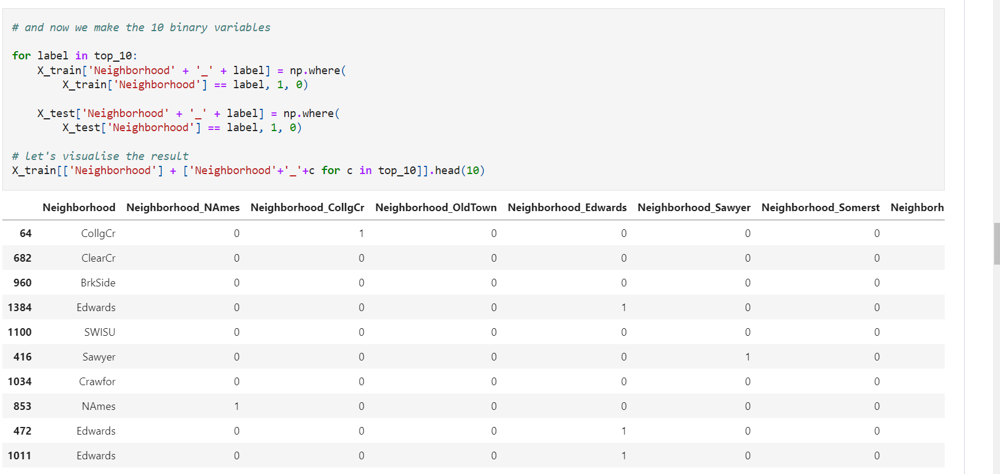 # and now we make the 10 binary variables
for label in top_10:
    X_train['Neighborhood' + '_' + label] = np.where(
        X_train['Neighborhood'] == label, 1, 0)
    X_test['Neighborhood' + '_' + label] = np.where(
        X_test['Neighborhood'] == label, 1, 0)
# let's visualise the result
X_train[['Neighborhood'] + ['Neighborhood'+'_'+c for c in top_10]].head(10)
Neighborhood Neighborhood_NAmes Neighborhood_CollgCr Neighborhood_OldTown Neighborhood_Edwards Neighborhood_Sawyer Neighborhood_Somerst Neighborh
64 CollgCr 0 1 0 0 0 0
682 ClearCr 0 0 0 0 0 0
960 BrkSide 0 0 0 0 0 0
1384 Edwards 0 0 0 1 0 0
1100 SWISU 0 0 0 0 0 0
416 Sawyer 0 0 0 0 1 0
1034 Crawfor 0 0 0 0 0 0
853 NAmes 1 0 0 0 0 0
472 Edwards 0 0 0 1 0 0
1011 Edwards 0 0 0 1 0 0